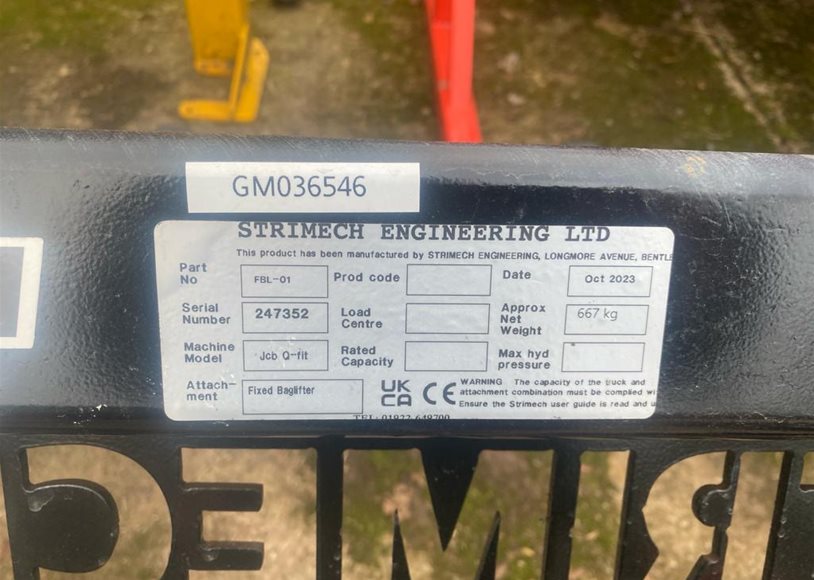 GM036546
STRIMECH ENGINEERING LTD
This product has been manufactured by STRIMECH ENGINEERING, LONGMORE AVENUE, BENTLE
Part No FBL-01 Prod code Date Oct 2023
Serial Number 247352 Load Centre Approx Net Weight 667 kg
Machine Model Jcb Q-fit Rated Capacity Max hyd pressure
Attach-ment Fixed Baglifter UK CA CE WARNING The capacity of the truck and
attachment combination must be complied wi
Ensure the Strimech user guide is read and u
TEL: 01922 649700